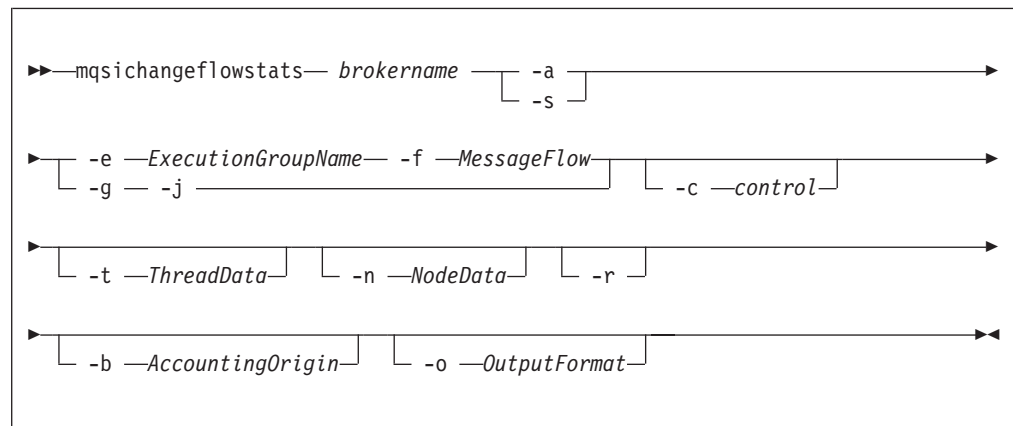 mqsichangeflowstats brokername -a
-s
-e ExecutionGroupName -f MessageFlow
-g -j
-c control
-t ThreadData -n NodeData -r
-b AccountingOrigin -o OutputFormat